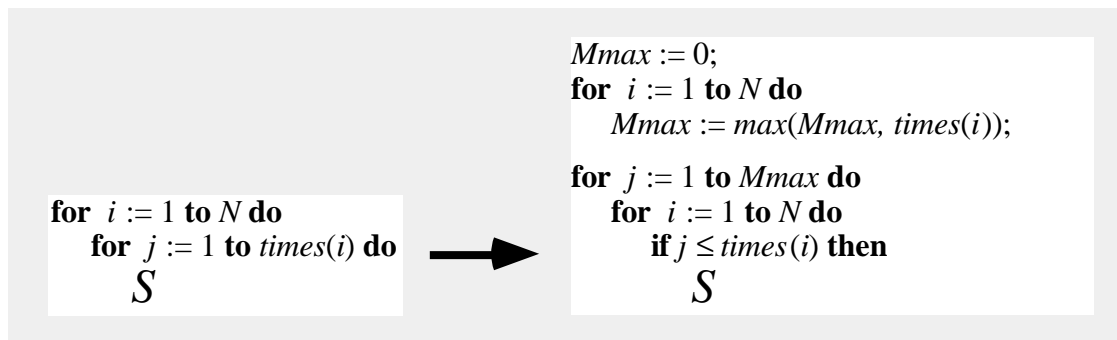 for i := 1 to N do
for j := 1 to times(i) do
S
Mmax := 0;
for i := 1 to N do
Mmax := max(Mmax, times(i));
for j := 1 to Mmax do
for i := 1 to N do
if j ≤ times(i) then
S